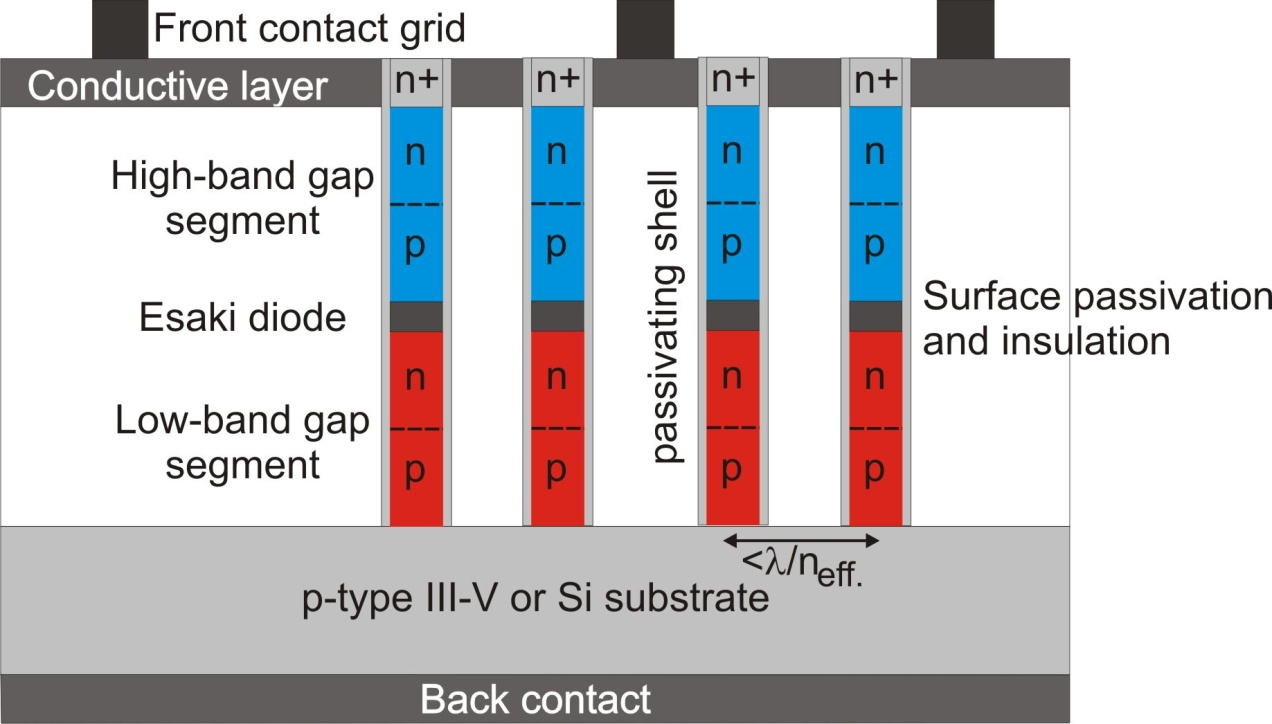 Front contact grid
Conductive layer
n+ n+ n+ n+
n n n n
High-band gap
segment
p p p p
passivating shell
Esaki diode
Surface passivation
and insulation
n n n n
Low-band gap
segment
p p p p
<λ/neff.
p-type III-V or Si substrate
Back contact